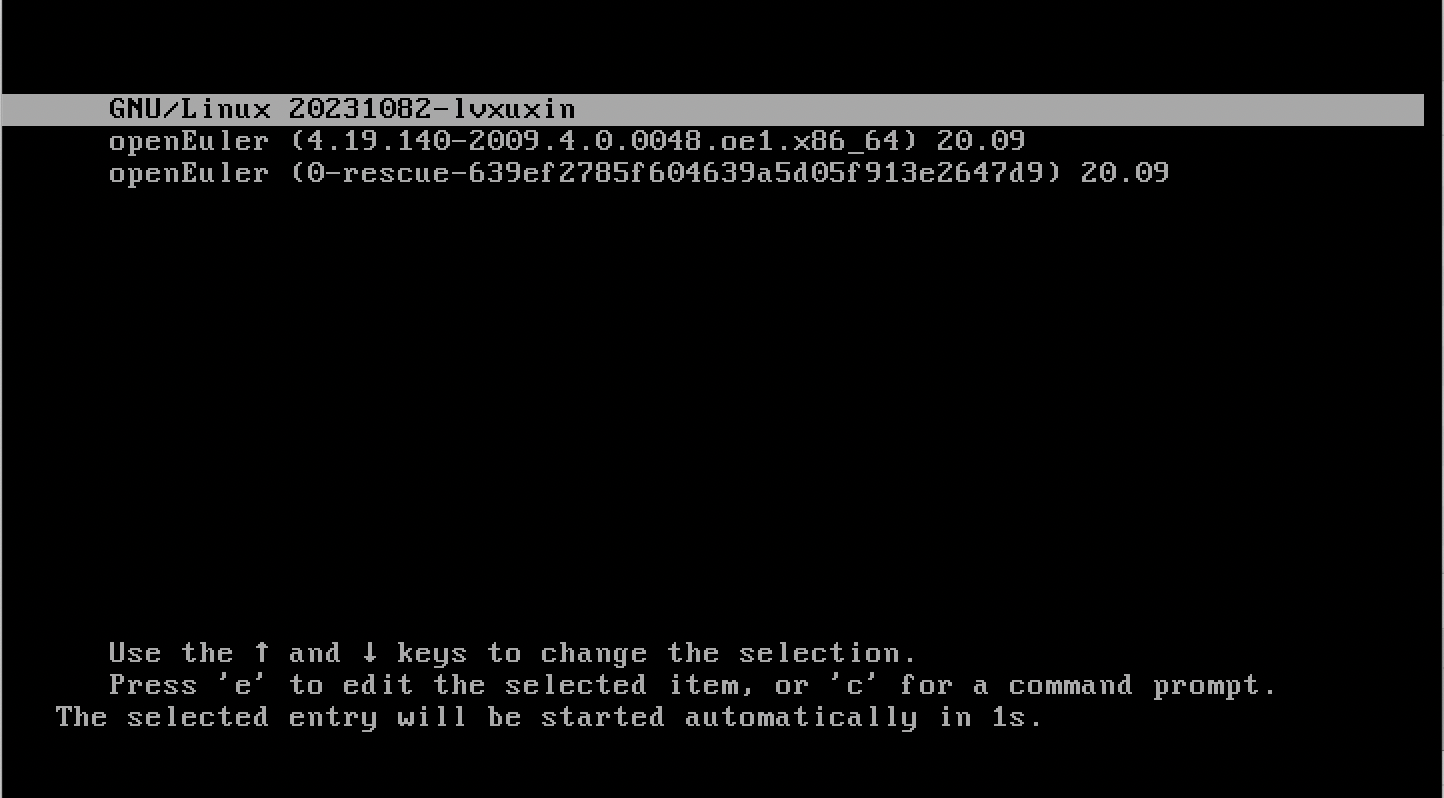 GNU/Linux 20231082-lvxuxin
openEuler (4.19.140-2009.4.0.0048.oe1.x86_64) 20.09
openEuler (0-rescue-639ef2785f604639a5d05f913e2647d9) 20.09
Use the ↑ and ↓ keys to change the selection.
Press 'e' to edit the selected item, or 'c' for a command prompt.
The selected entry will be started automatically in 1s.